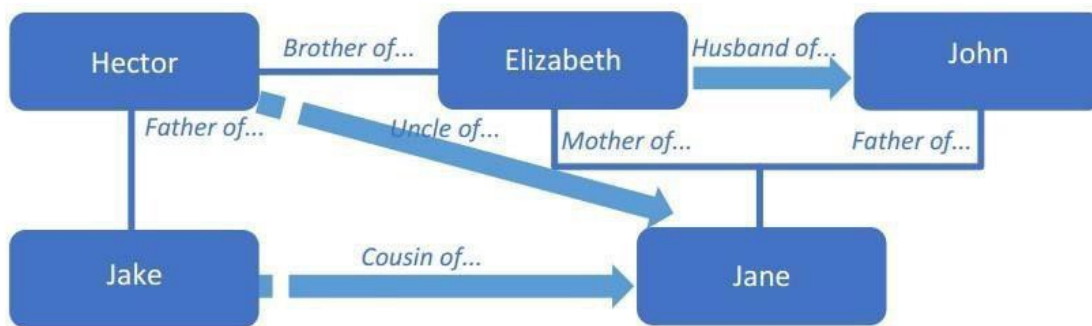 Hector
Brother of...
Elizabeth
Husband of...
John
Father of...
Uncle of...
Mother of...
Father of...
Jake
Cousin of...
Jane